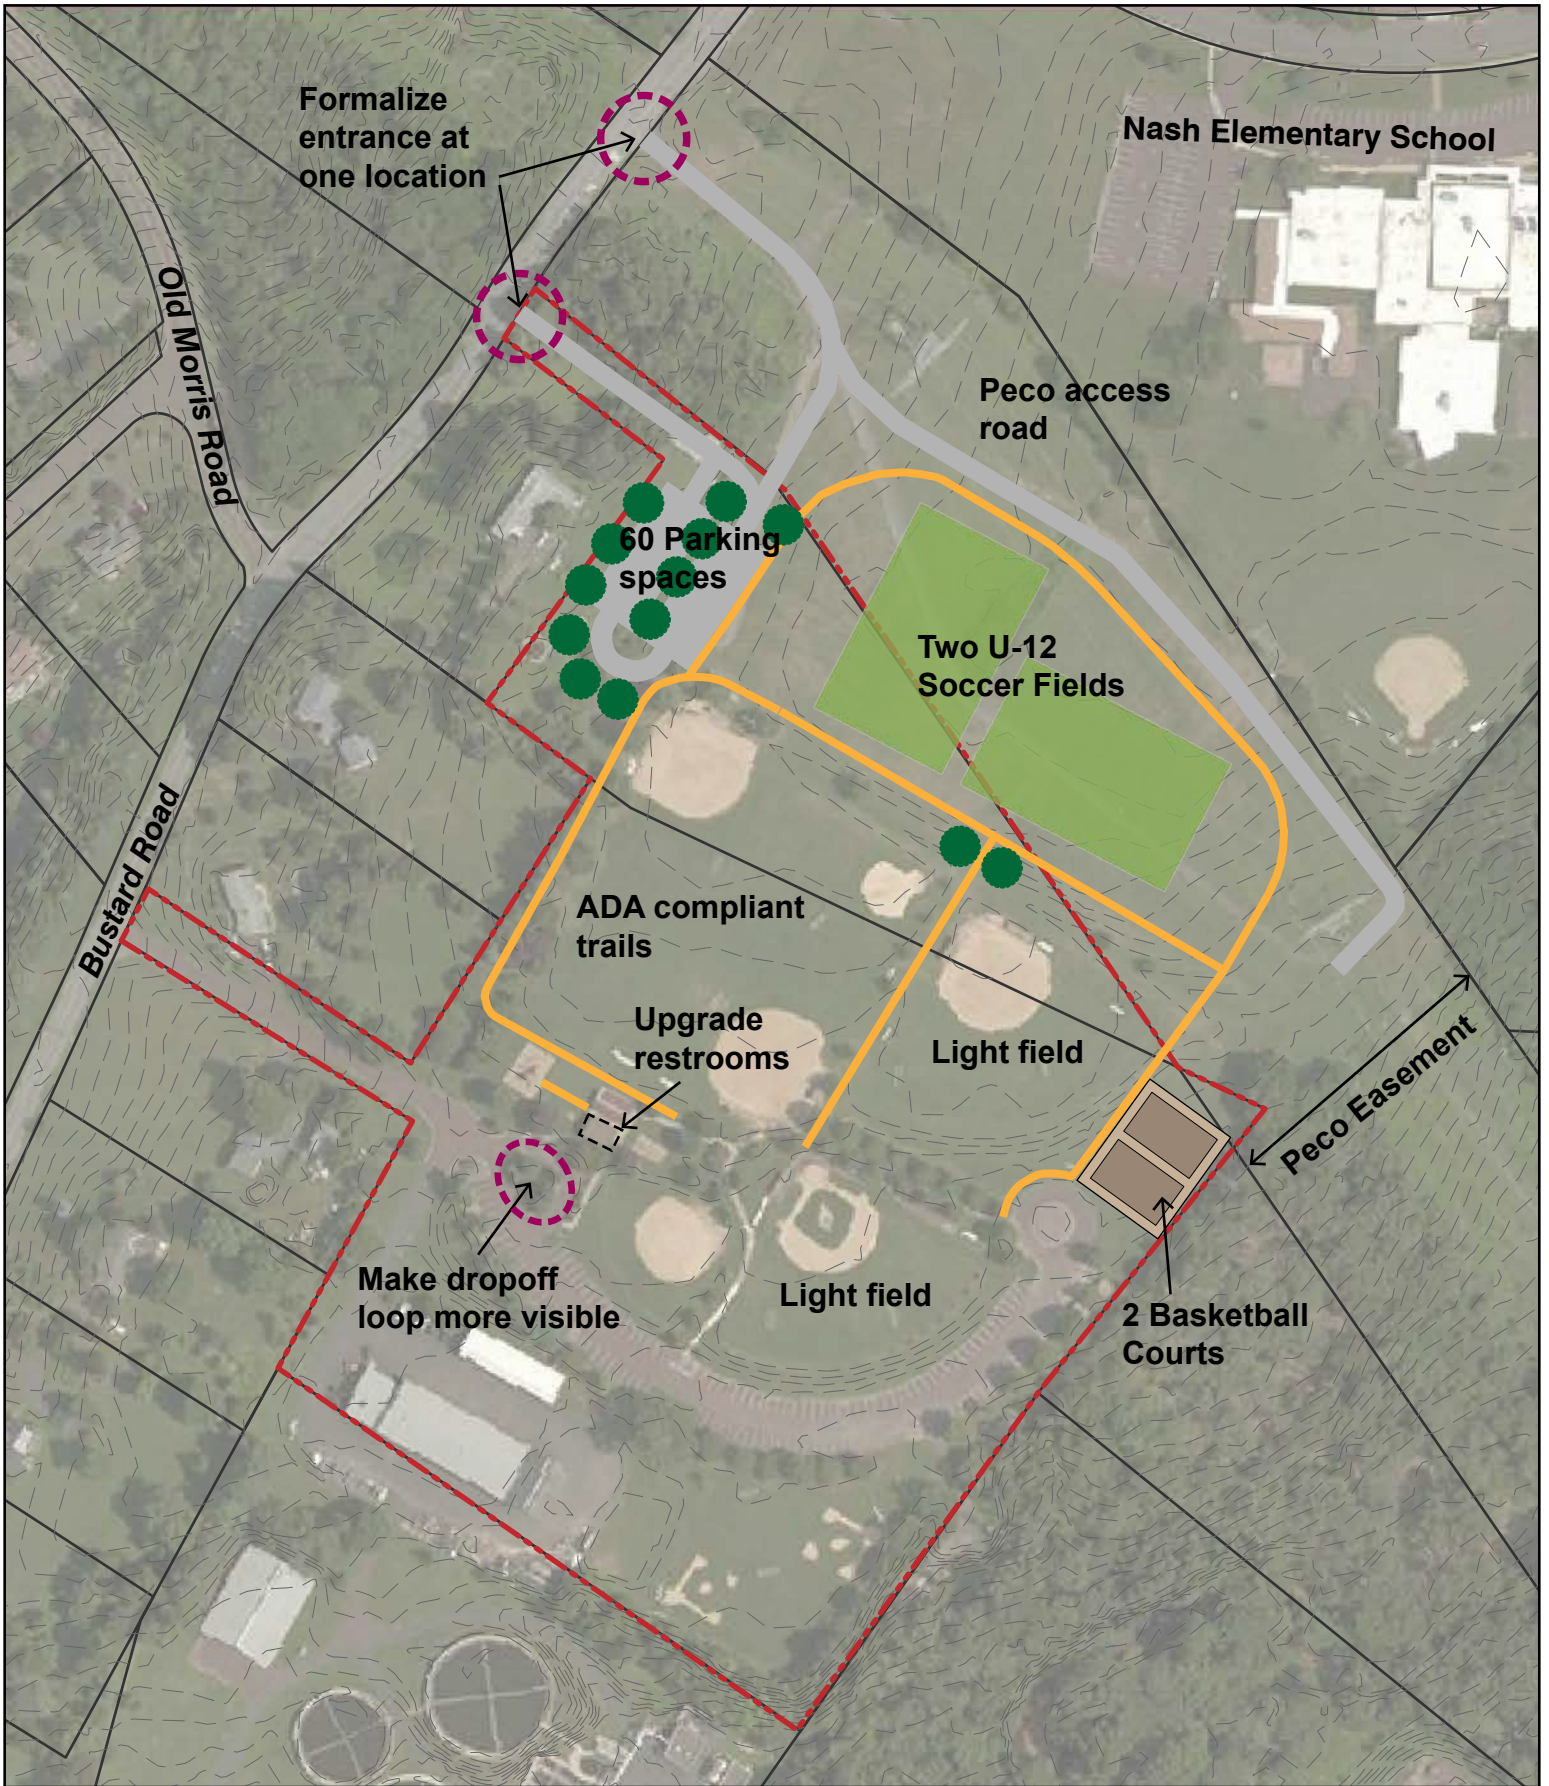 Formalize
entrance at
one location
Nash Elementary School
Old Morris Road
Peco access
road
60 Parking
spaces
Two U-12
Soccer Fields
Bustard Road
ADA compliant
trails
Upgrade
restrooms
Light field
Peco Easement
Make dropoff
loop more visible
Light field
2 Basketball
Courts